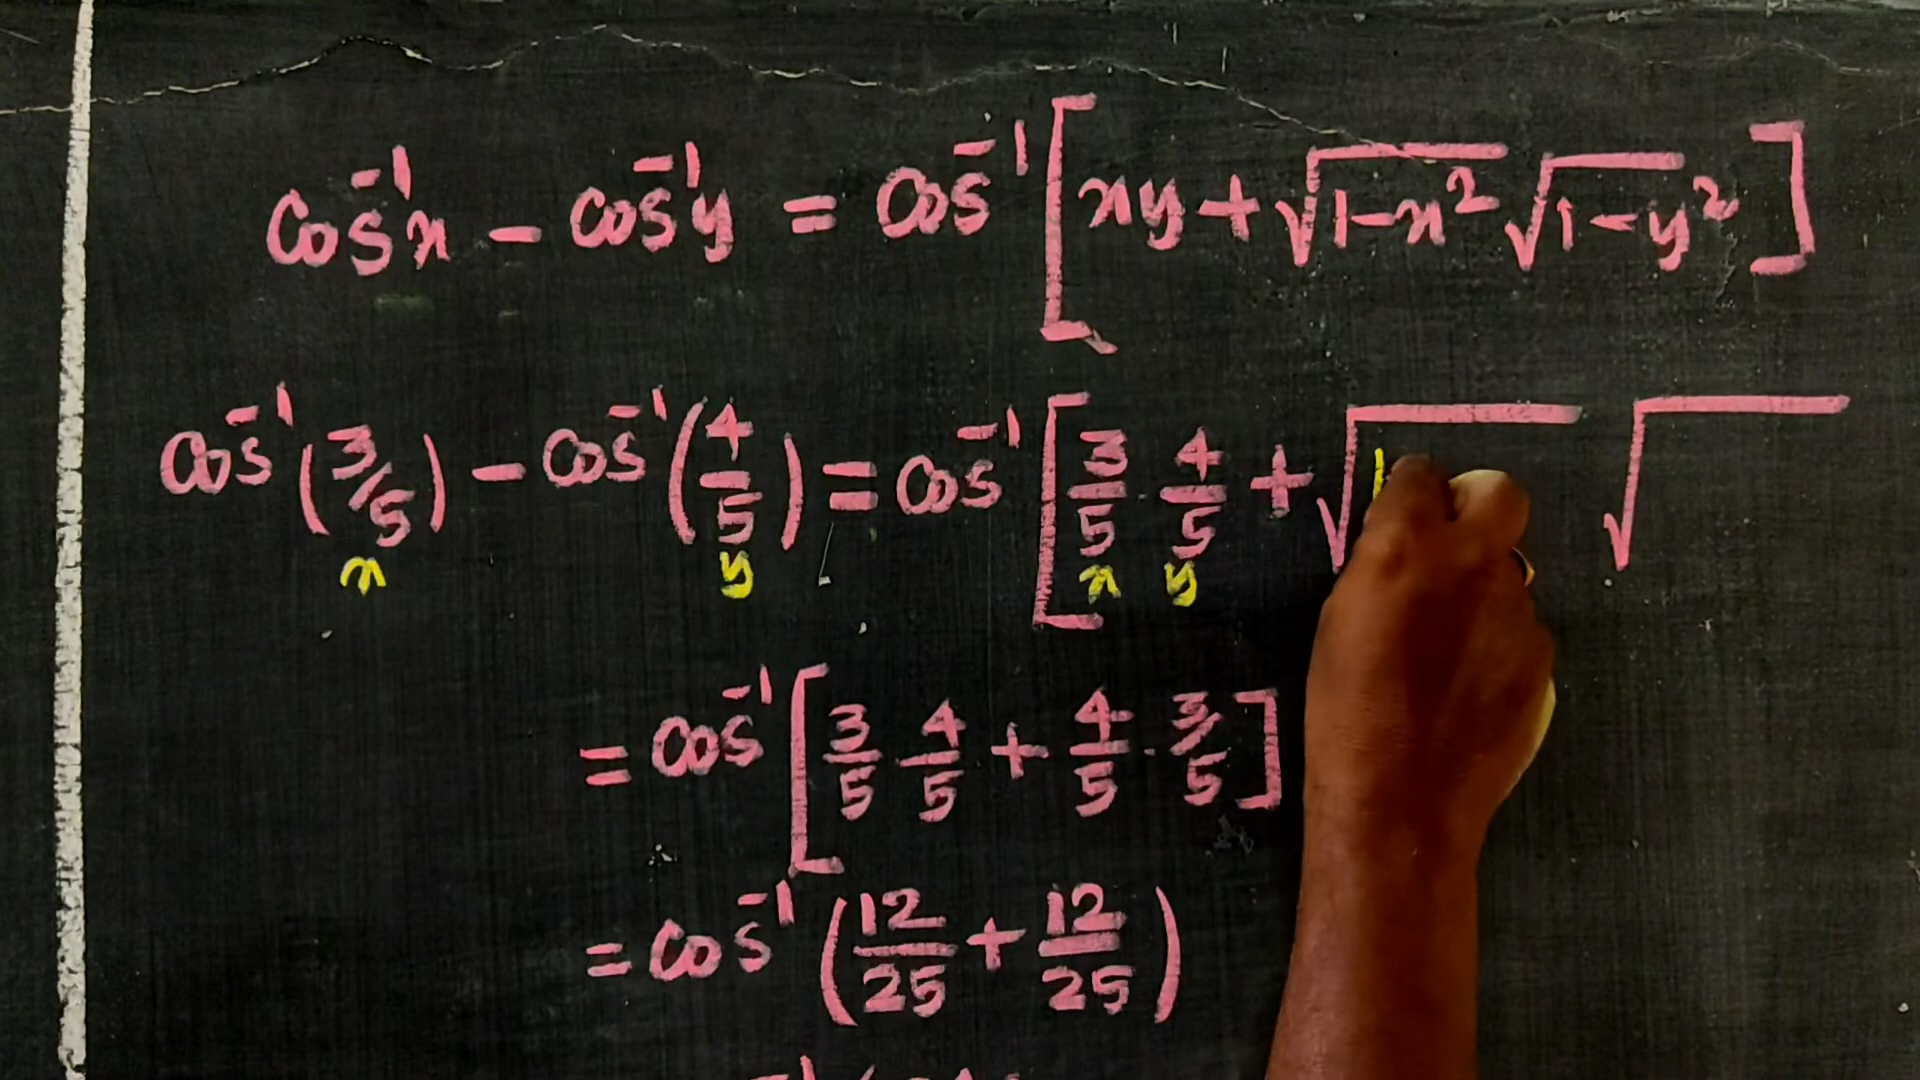 cos⁻¹x - cos⁻¹y = cos⁻¹[xy + √1-x² √1-y²]
cos⁻¹(3/5) - cos⁻¹(4/5) = cos⁻¹[3/5 · 4/5 + √1 √
x y x y
= cos⁻¹[3/5 4/5 + 4/5 · 3/5]
= cos⁻¹(12/25 + 12/25)